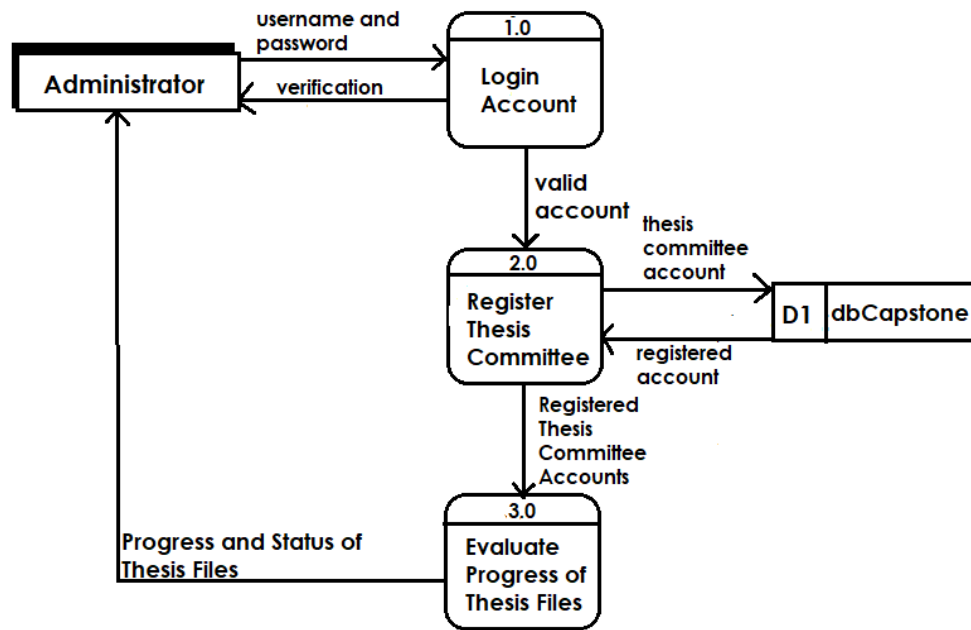 username and
password
Administrator
verification
1.0
Login
Account
valid
account
thesis
committee
account
2.0
Register
Thesis
Committee
D1
dbCapstone
registered
account
Registered
Thesis
Committee
Accounts
.3.0
Evaluate
Progress of
Thesis Files
Progress and Status of
Thesis Files